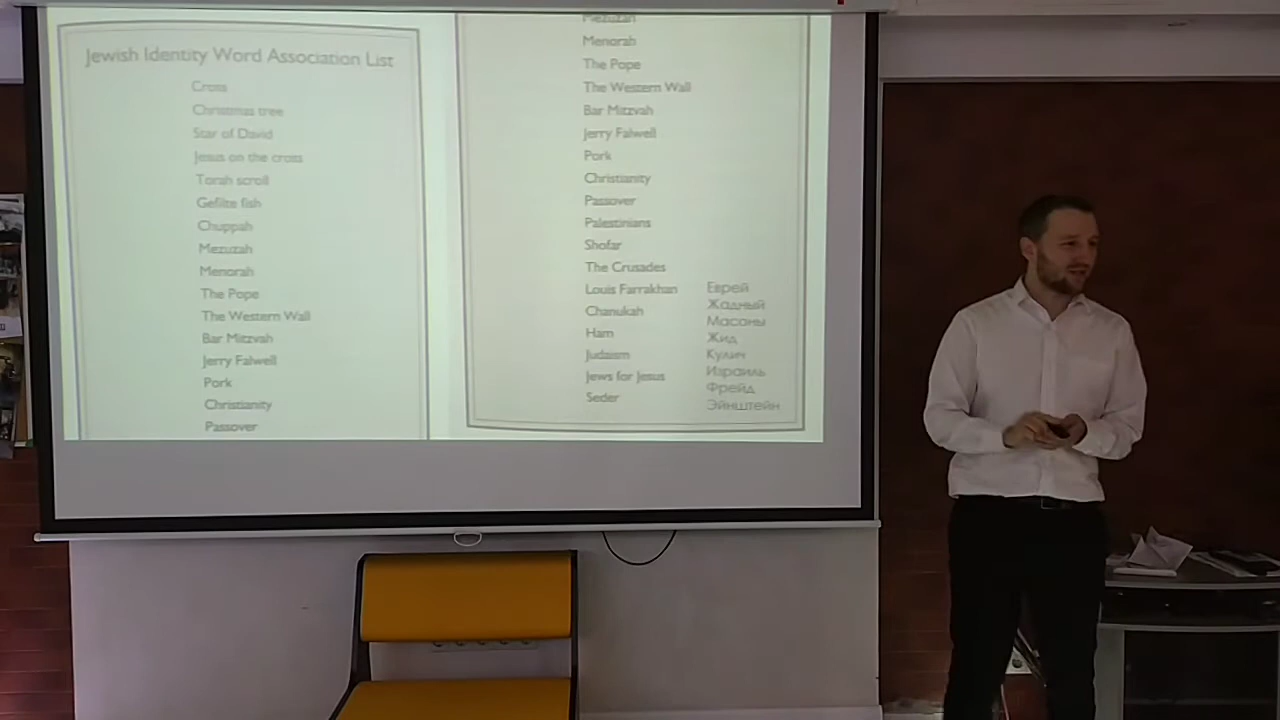 Jewish Identity Word Association List
Cross
Christmas tree
Star of David
Jesus on the cross
Torah scroll
Gefilte fish
Chuppah
Mezuzah
Menorah
The Pope
The Western Wall
Bar Mitzvah
Jerry Falwell
Pork
Christianity
Passover
Mezuzah
Menorah
The Pope
The Western Wall
Bar Mitzvah
Jerry Falwell
Pork
Christianity
Passover
Palestinians
Shofar
The Crusades
Louis Farrakhan
Chanukah
Ham
Judaism
Jews for Jesus
Seder
Еврей
Жадный
Масоны
Жид
Кулич
Израиль
Фрейд
Эйнштейн